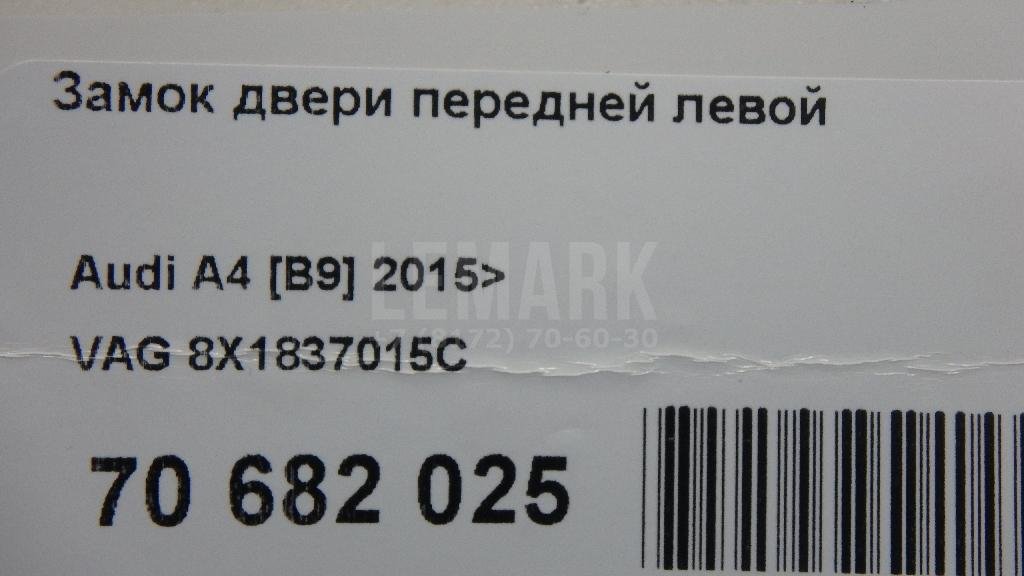 Замок двери передней левой
Audi A4 [B9] 2015>
LEMARK
+7 (8172) 70-60-30
VAG 8X1837015C
70 682 025